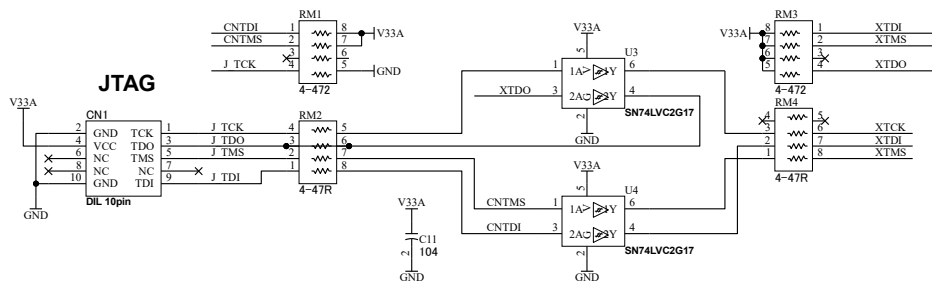 RM1
CNTDI 1 8 V33A
CNTMS 2 7
3 6
J_TCK 4 5 GND
4-472
V33A
U3
5
1 1A 1Y 6
XTDO 3 2A 2Y 4
VCC
G
2
SN74LVC2G17
GND
RM3
V33A 8 1 XTDI
7 2 XTMS
6 3
5 4 XTDO
4-472
JTAG
V33A
CN1
2 GND TCK 1 J_TCK
4 VCC TDO 3 J_TDO
6 NC TMS 5 J_TMS
8 NC NC 7
10 GND TDI 9 J_TDI
DIL 10pin
GND
RM2
4 5
3 6
2 7
1 8
4-47R
RM4
4 5
3 6 XTCK
2 7 XTDI
1 8 XTMS
4-47R
V33A
1
C11
104
2
GND
V33A
U4
5
CNTMS 1 1A 1Y 6
CNTDI 3 2A 2Y 4
2
SN74LVC2G17
GND